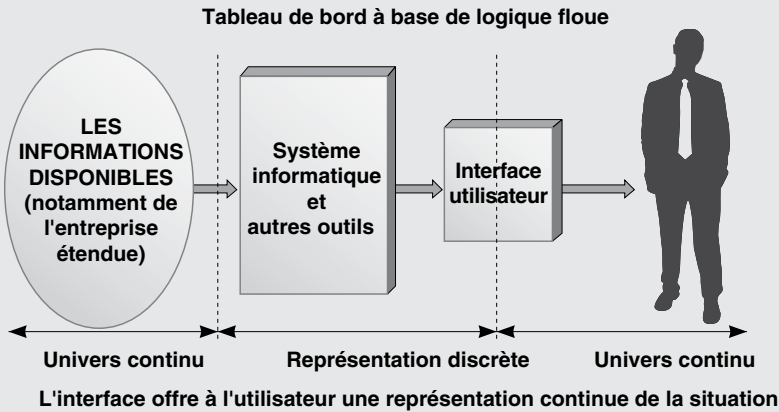 Tableau de bord à base de logique floue
LES
INFORMATIONS
DISPONIBLES
(notamment de
l'entreprise
étendue)
Système
informatique
et
autres outils
Interface
utilisateur
Univers continu
Représentation discrète
Univers continu
L'interface offre à l'utilisateur une représentation continue de la situation